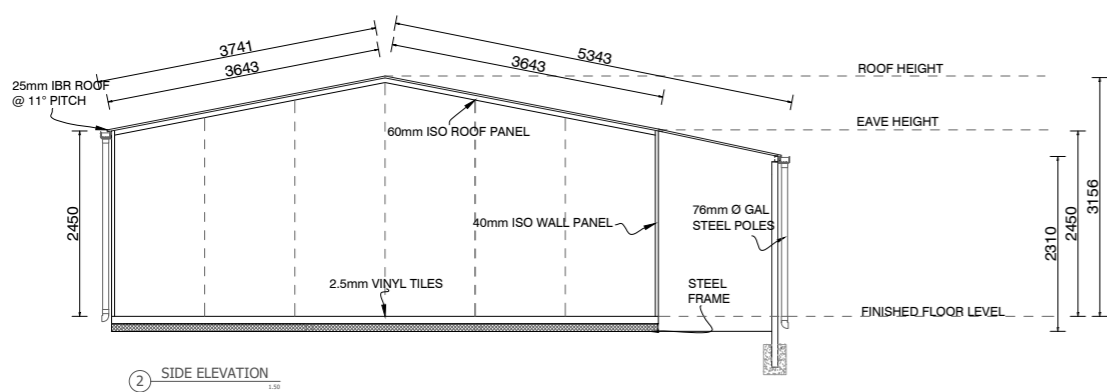 3741
3643
5343
3643
25mm IBR ROOF
@ 11° PITCH
ROOF HEIGHT
EAVE HEIGHT
60mm ISO ROOF PANEL
2450
40mm ISO WALL PANEL
76mm Ø GAL
STEEL POLES
2310
2450
3156
2.5mm VINYL TILES
STEEL
FRAME
FINISHED FLOOR LEVEL
2 SIDE ELEVATION
1:50